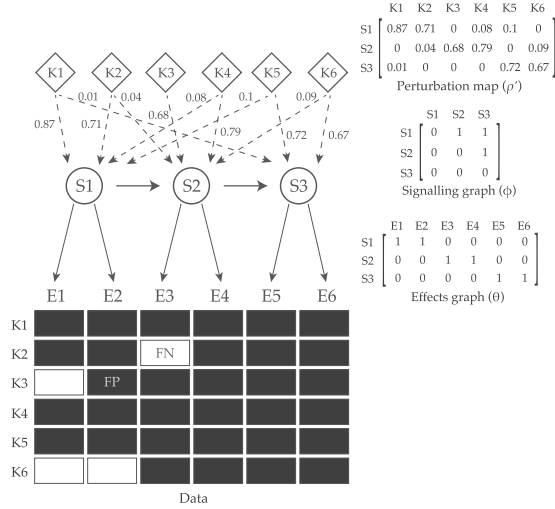 K1 K2 K3 K4 K5 K6
S1 0.87 0.71 0 0.08 0.1 0
S2 0 0.04 0.68 0.79 0 0.09
S3 0.01 0 0 0 0.72 0.67
Perturbation map (ρ′)
K1 K2 K3 K4 K5 K6
0.01 0.04 0.08 0.1 0.09
0.87 0.71 0.68 0.79 0.72 0.67
S1 S2 S3
S1 0 1 1
S2 0 0 1
S3 0 0 0
Signalling graph (ϕ)
S1 S2 S3
E1 E2 E3 E4 E5 E6
S1 1 1 0 0 0 0
S2 0 0 1 1 0 0
S3 0 0 0 0 1 1
Effects graph (θ)
E1 E2 E3 E4 E5 E6
K1
K2 FN
K3 FP
K4
K5
K6
Data